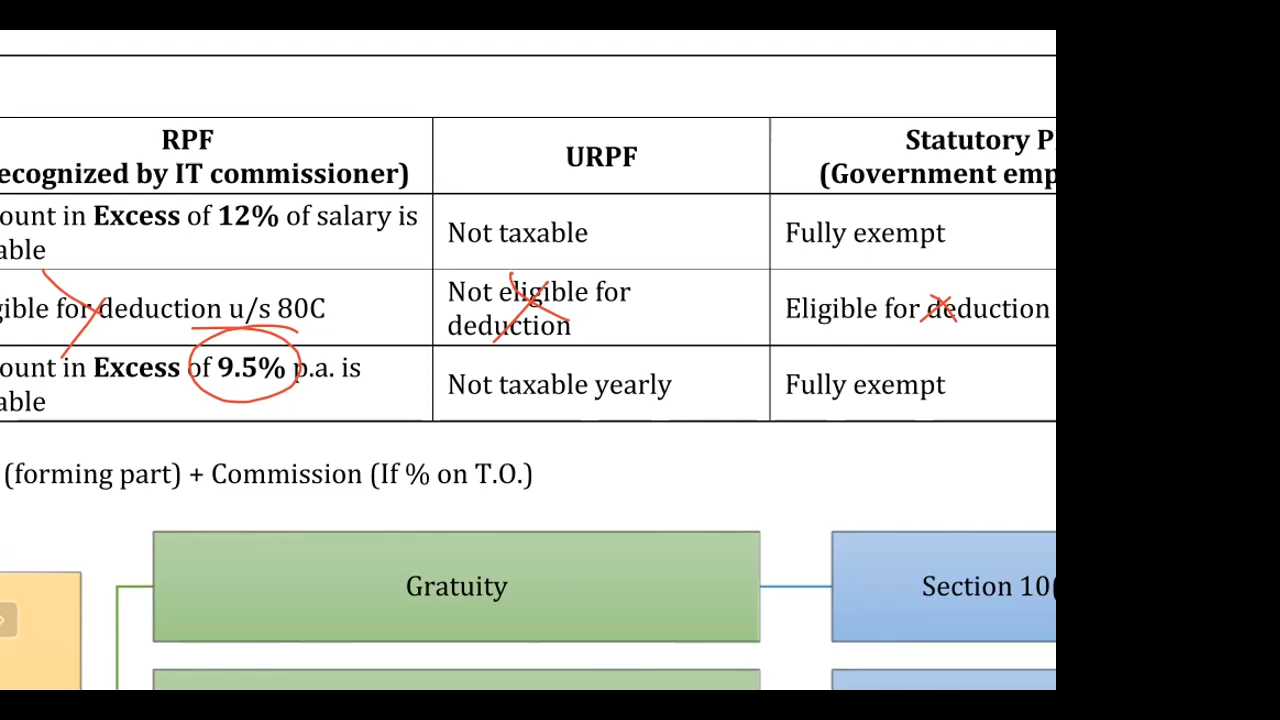 RPF
ecognized by IT commissioner)
URPF
Statutory P
(Government emp
ount in Excess of 12% of salary is
able
Not taxable
Fully exempt
gible for deduction u/s 80C
Not eligible for
deduction
Eligible for deduction
ount in Excess of 9.5% p.a. is
able
Not taxable yearly
Fully exempt
(forming part) + Commission (If % on T.O.)
Gratuity
Section 10(